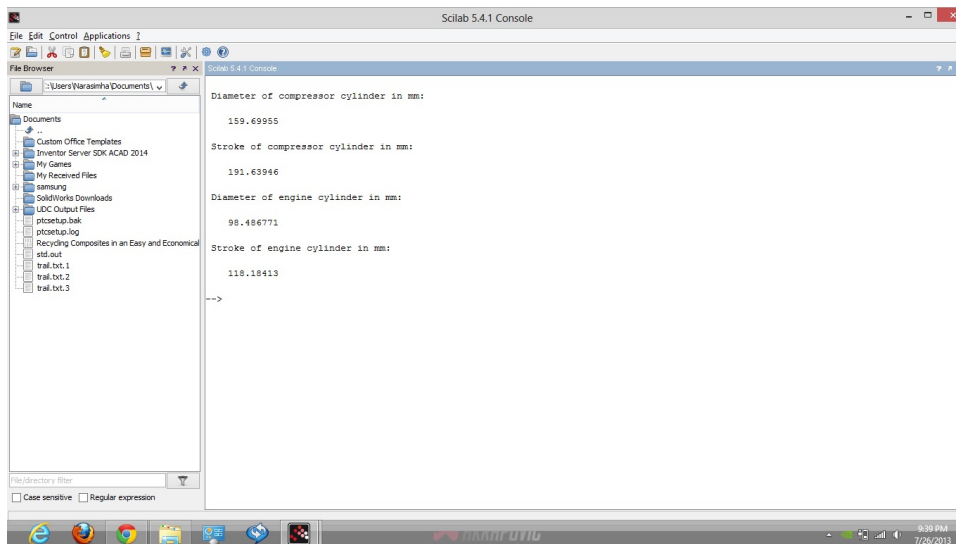 Scilab 5.4.1 Console
File Edit Control Applications ?
File Browser
Scilab 5.4.1 Console
:\Users\Narasimha\Documents\
Name
Documents
..
Custom Office Templates
Inventor Server SDK ACAD 2014
My Games
My Received Files
samsung
SolidWorks Downloads
UDC Output Files
ptcsetup.bak
ptcsetup.log
Recycling Composites in an Easy and Economical
std.out
trail.txt.1
trail.txt.2
trail.txt.3
Diameter of compressor cylinder in mm:
159.69955
Stroke of compressor cylinder in mm:
191.63946
Diameter of engine cylinder in mm:
98.486771
Stroke of engine cylinder in mm:
118.18413
-->
File/directory filter
Case sensitive Regular expression
9:39 PM
7/26/2013